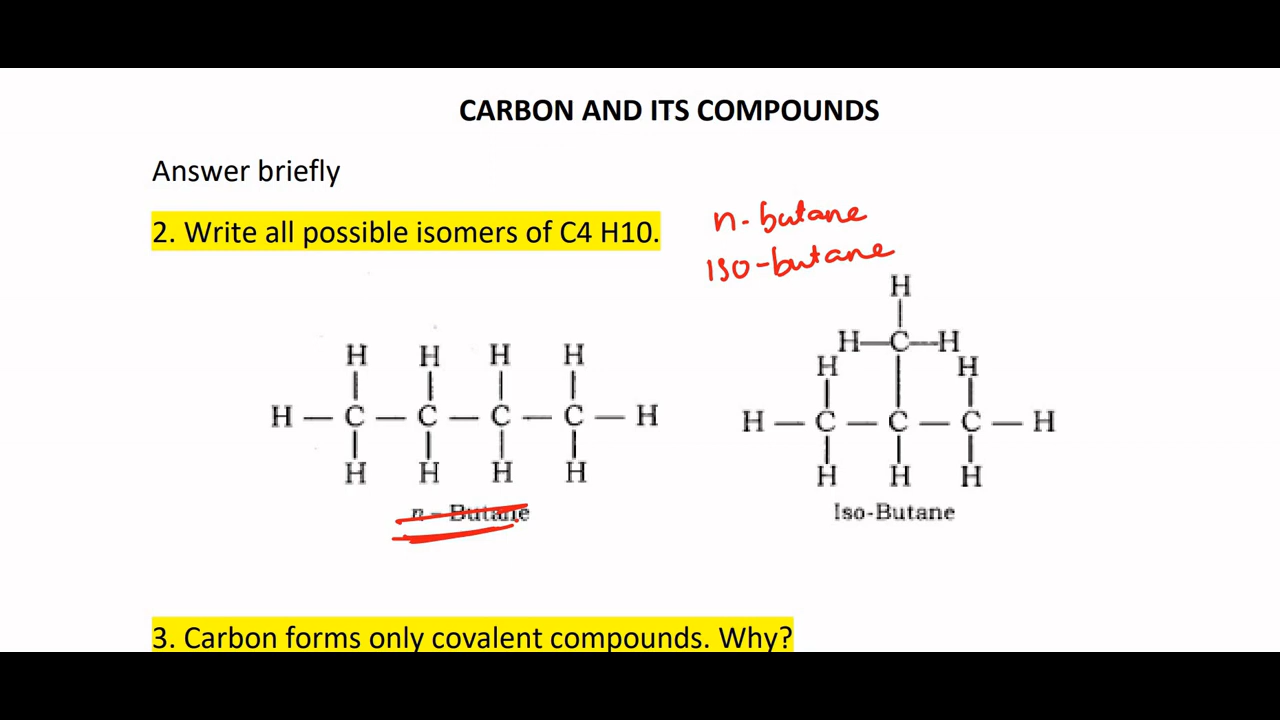 CARBON AND ITS COMPOUNDS
Answer briefly
2. Write all possible isomers of C4 H10.
n-butane
Iso-butane
H H H H
H — C — C — C — C — H
H H H H
n – Butane
H
H—C—H
H H
H — C — C — C — H
H H H
Iso-Butane
3. Carbon forms only covalent compounds. Why?